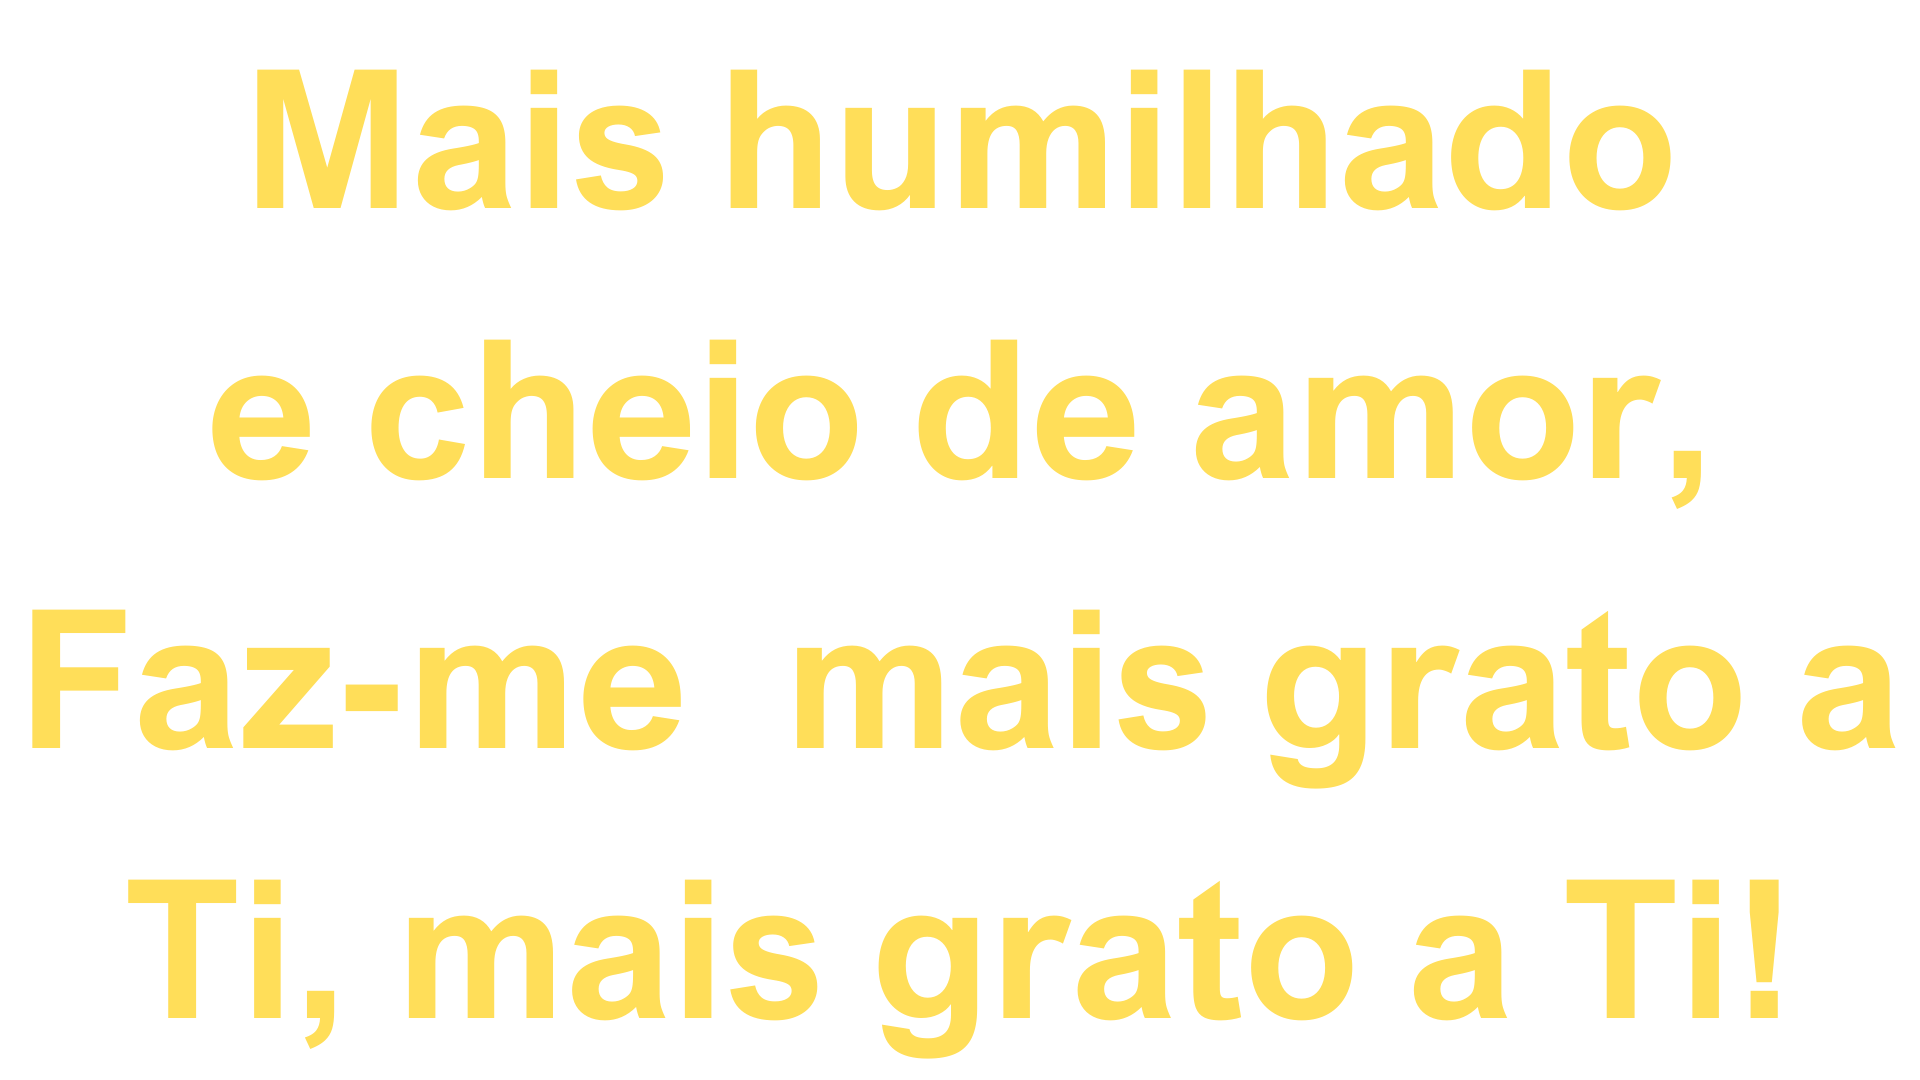 Mais humilhado
e cheio de amor,
Faz-me  mais grato a
Ti, mais grato a Ti!